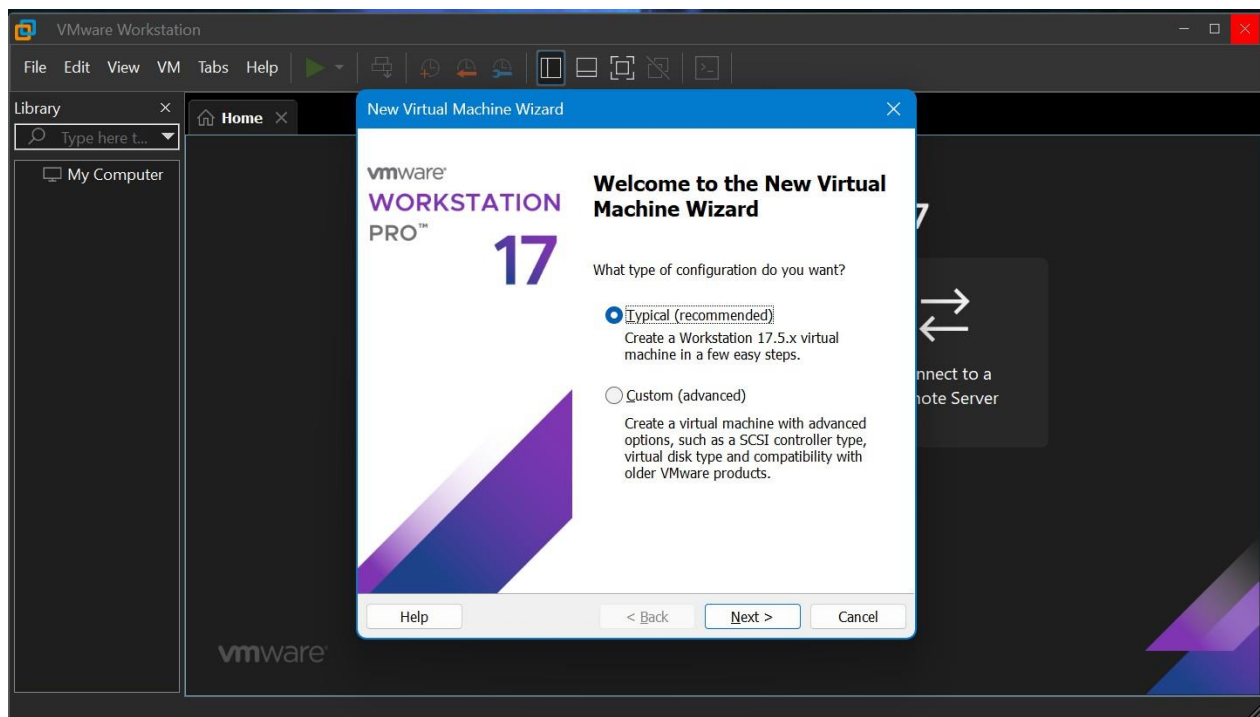 VMware Workstation
File Edit View VM Tabs Help
Library
Type here t...
My Computer
Home
New Virtual Machine Wizard
vmware®
WORKSTATION
PRO™
17
Welcome to the New Virtual
Machine Wizard
What type of configuration do you want?
Typical (recommended)
Create a Workstation 17.5.x virtual
machine in a few easy steps.
Custom (advanced)
Create a virtual machine with advanced
options, such as a SCSI controller type,
virtual disk type and compatibility with
older VMware products.
Help < Back Next > Cancel
7
nnect to a
note Server
vmware®